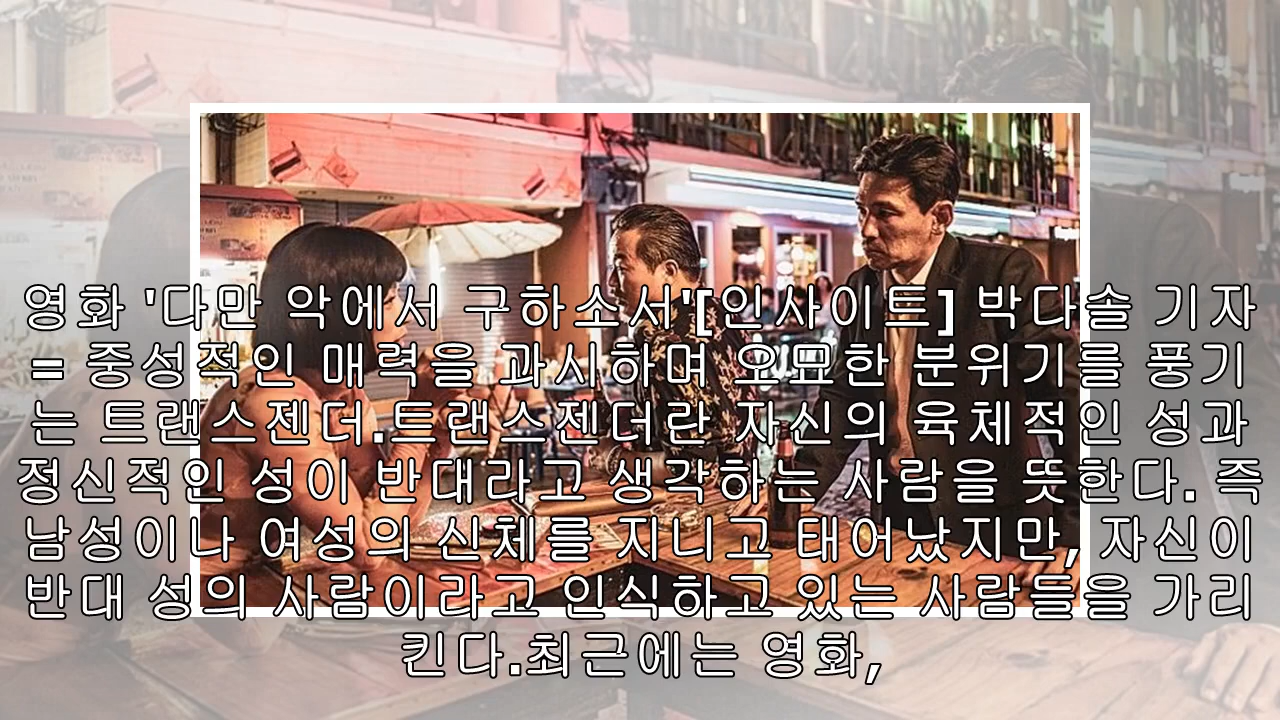 영화 '다만 악에서 구하소서'[인사이트] 박다솔 기자
= 중성적인 매력을 과시하며 오묘한 분위기를 풍기
는 트랜스젠더.트랜스젠더란 자신의 육체적인 성과
정신적인 성이 반대라고 생각하는 사람을 뜻한다. 즉
남성이나 여성의 신체를 지니고 태어났지만, 자신이
반대 성의 사람이라고 인식하고 있는 사람들을 가리
킨다.최근에는 영화,